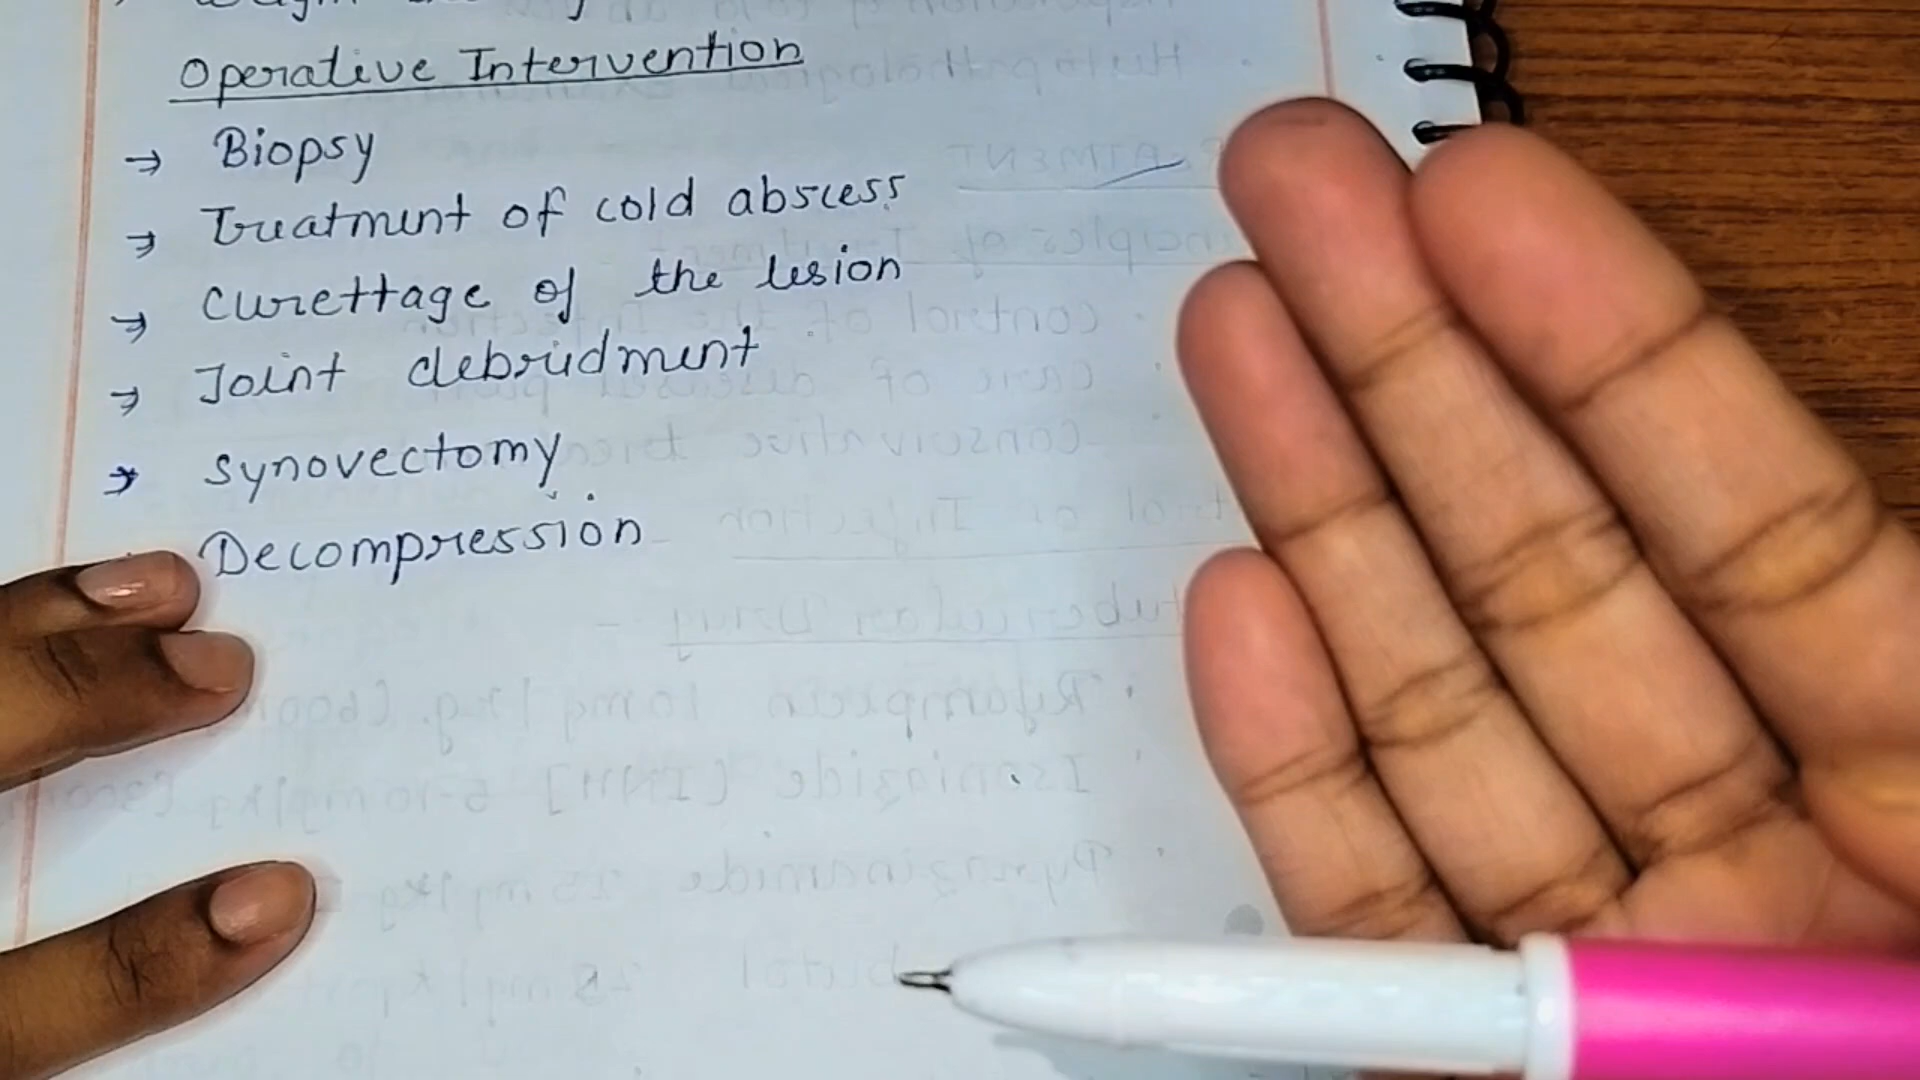 Operative Intervention
→ Biopsy
→ Treatment of cold abscess
→ Curettage of the lesion
→ Joint debridment
→ Synovectomy
Decompression